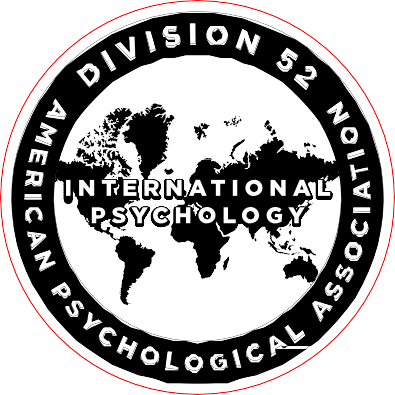 DIVISION 52
INTERNATIONAL
PSYCHOLOGY
AMERICAN PSYCHOLOGICAL ASSOCIATION